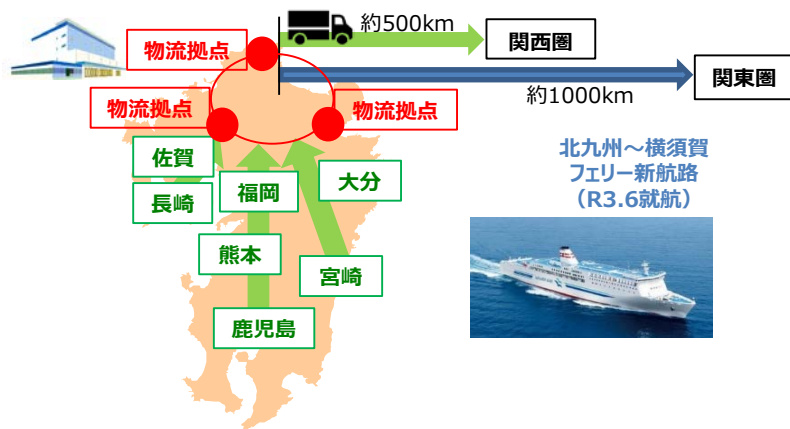 約500km
関西圏
物流拠点
関東圏
約1000km
物流拠点
物流拠点
佐賀
長崎
福岡
大分
熊本
宮崎
鹿児島
北九州~横須賀
フェリー新航路
(R3.6就航)